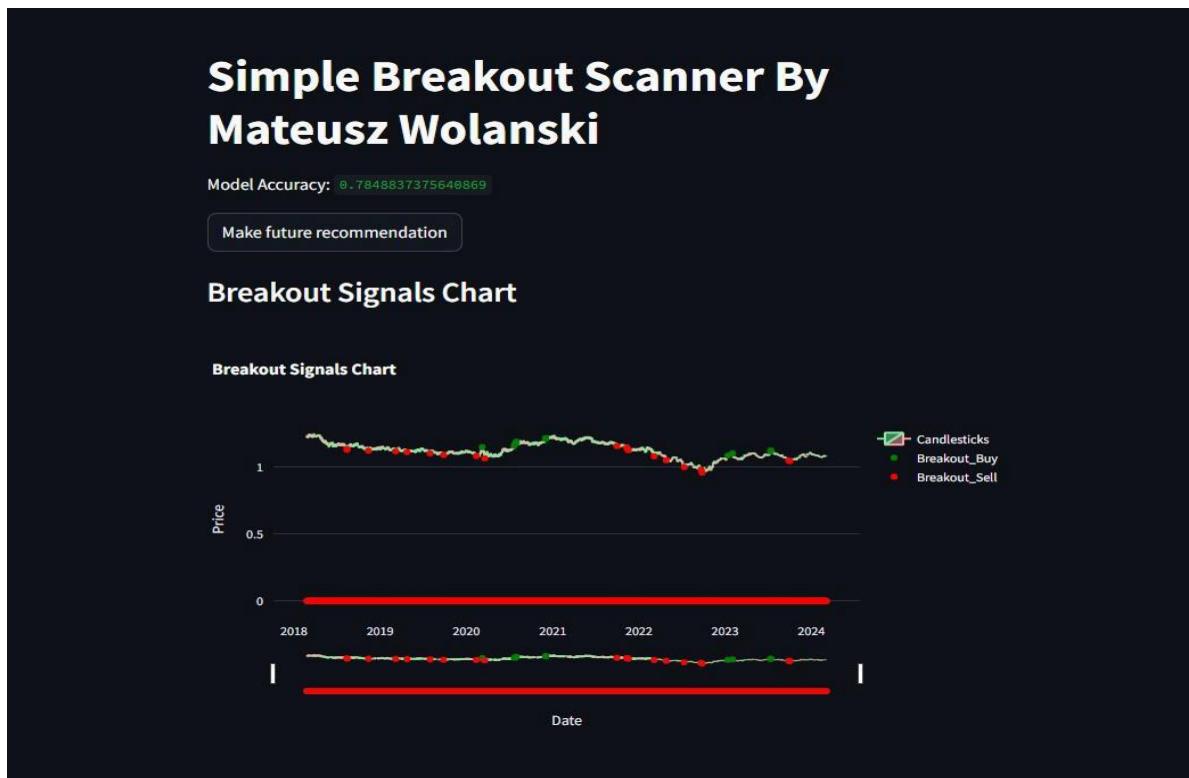 Simple Breakout Scanner By
Mateusz Wolanski
Model Accuracy: 0.7848837375640869
Make future recommendation
Breakout Signals Chart
Breakout Signals Chart
Candlesticks
Breakout_Buy
Breakout_Sell
Price
1
0.5
0
2018 2019 2020 2021 2022 2023 2024
Date